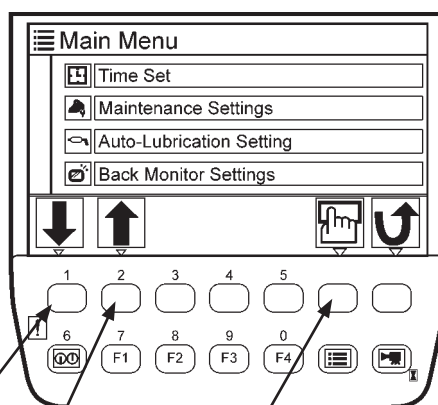 Main Menu
Time Set
Maintenance Settings
Auto-Lubrication Setting
Back Monitor Settings
1 2 3 4 5
6 7 8 9 0
F1 F2 F3 F4
!